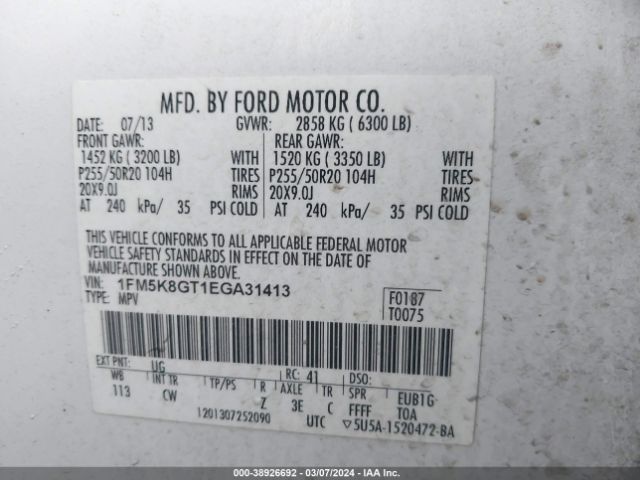 MFD. BY FORD MOTOR CO.
DATE: 07/13 GVWR: 2858 KG ( 6300 LB)
FRONT GAWR: REAR GAWR:
1452 KG ( 3200 LB) WITH 1520 KG ( 3350 LB) WITH
P255/50R20 104H TIRES P255/50R20 104H TIRES
20X9.0J RIMS 20X9.0J RIMS
AT 240 kPa/ 35 PSI COLD AT 240 kPa/ 35 PSI COLD
THIS VEHICLE CONFORMS TO ALL APPLICABLE FEDERAL MOTOR
VEHICLE SAFETY STANDARDS IN EFFECT ON THE DATE OF
MANUFACTURE SHOWN ABOVE.
VIN: 1FM5K8GT1EGA31413 F0187
TYPE: MPV T0075
EXT PNT: UG RC: 41 DSO:
WB INT TR TP/PS R AXLE TR SPR EUB1G
113 CW Z 3E C FFFF TOA
1201307252090 UTC ▽5U5A-1520472-BA
000-38926692 | 03/07/2024 | Copyright © IAA, LLC